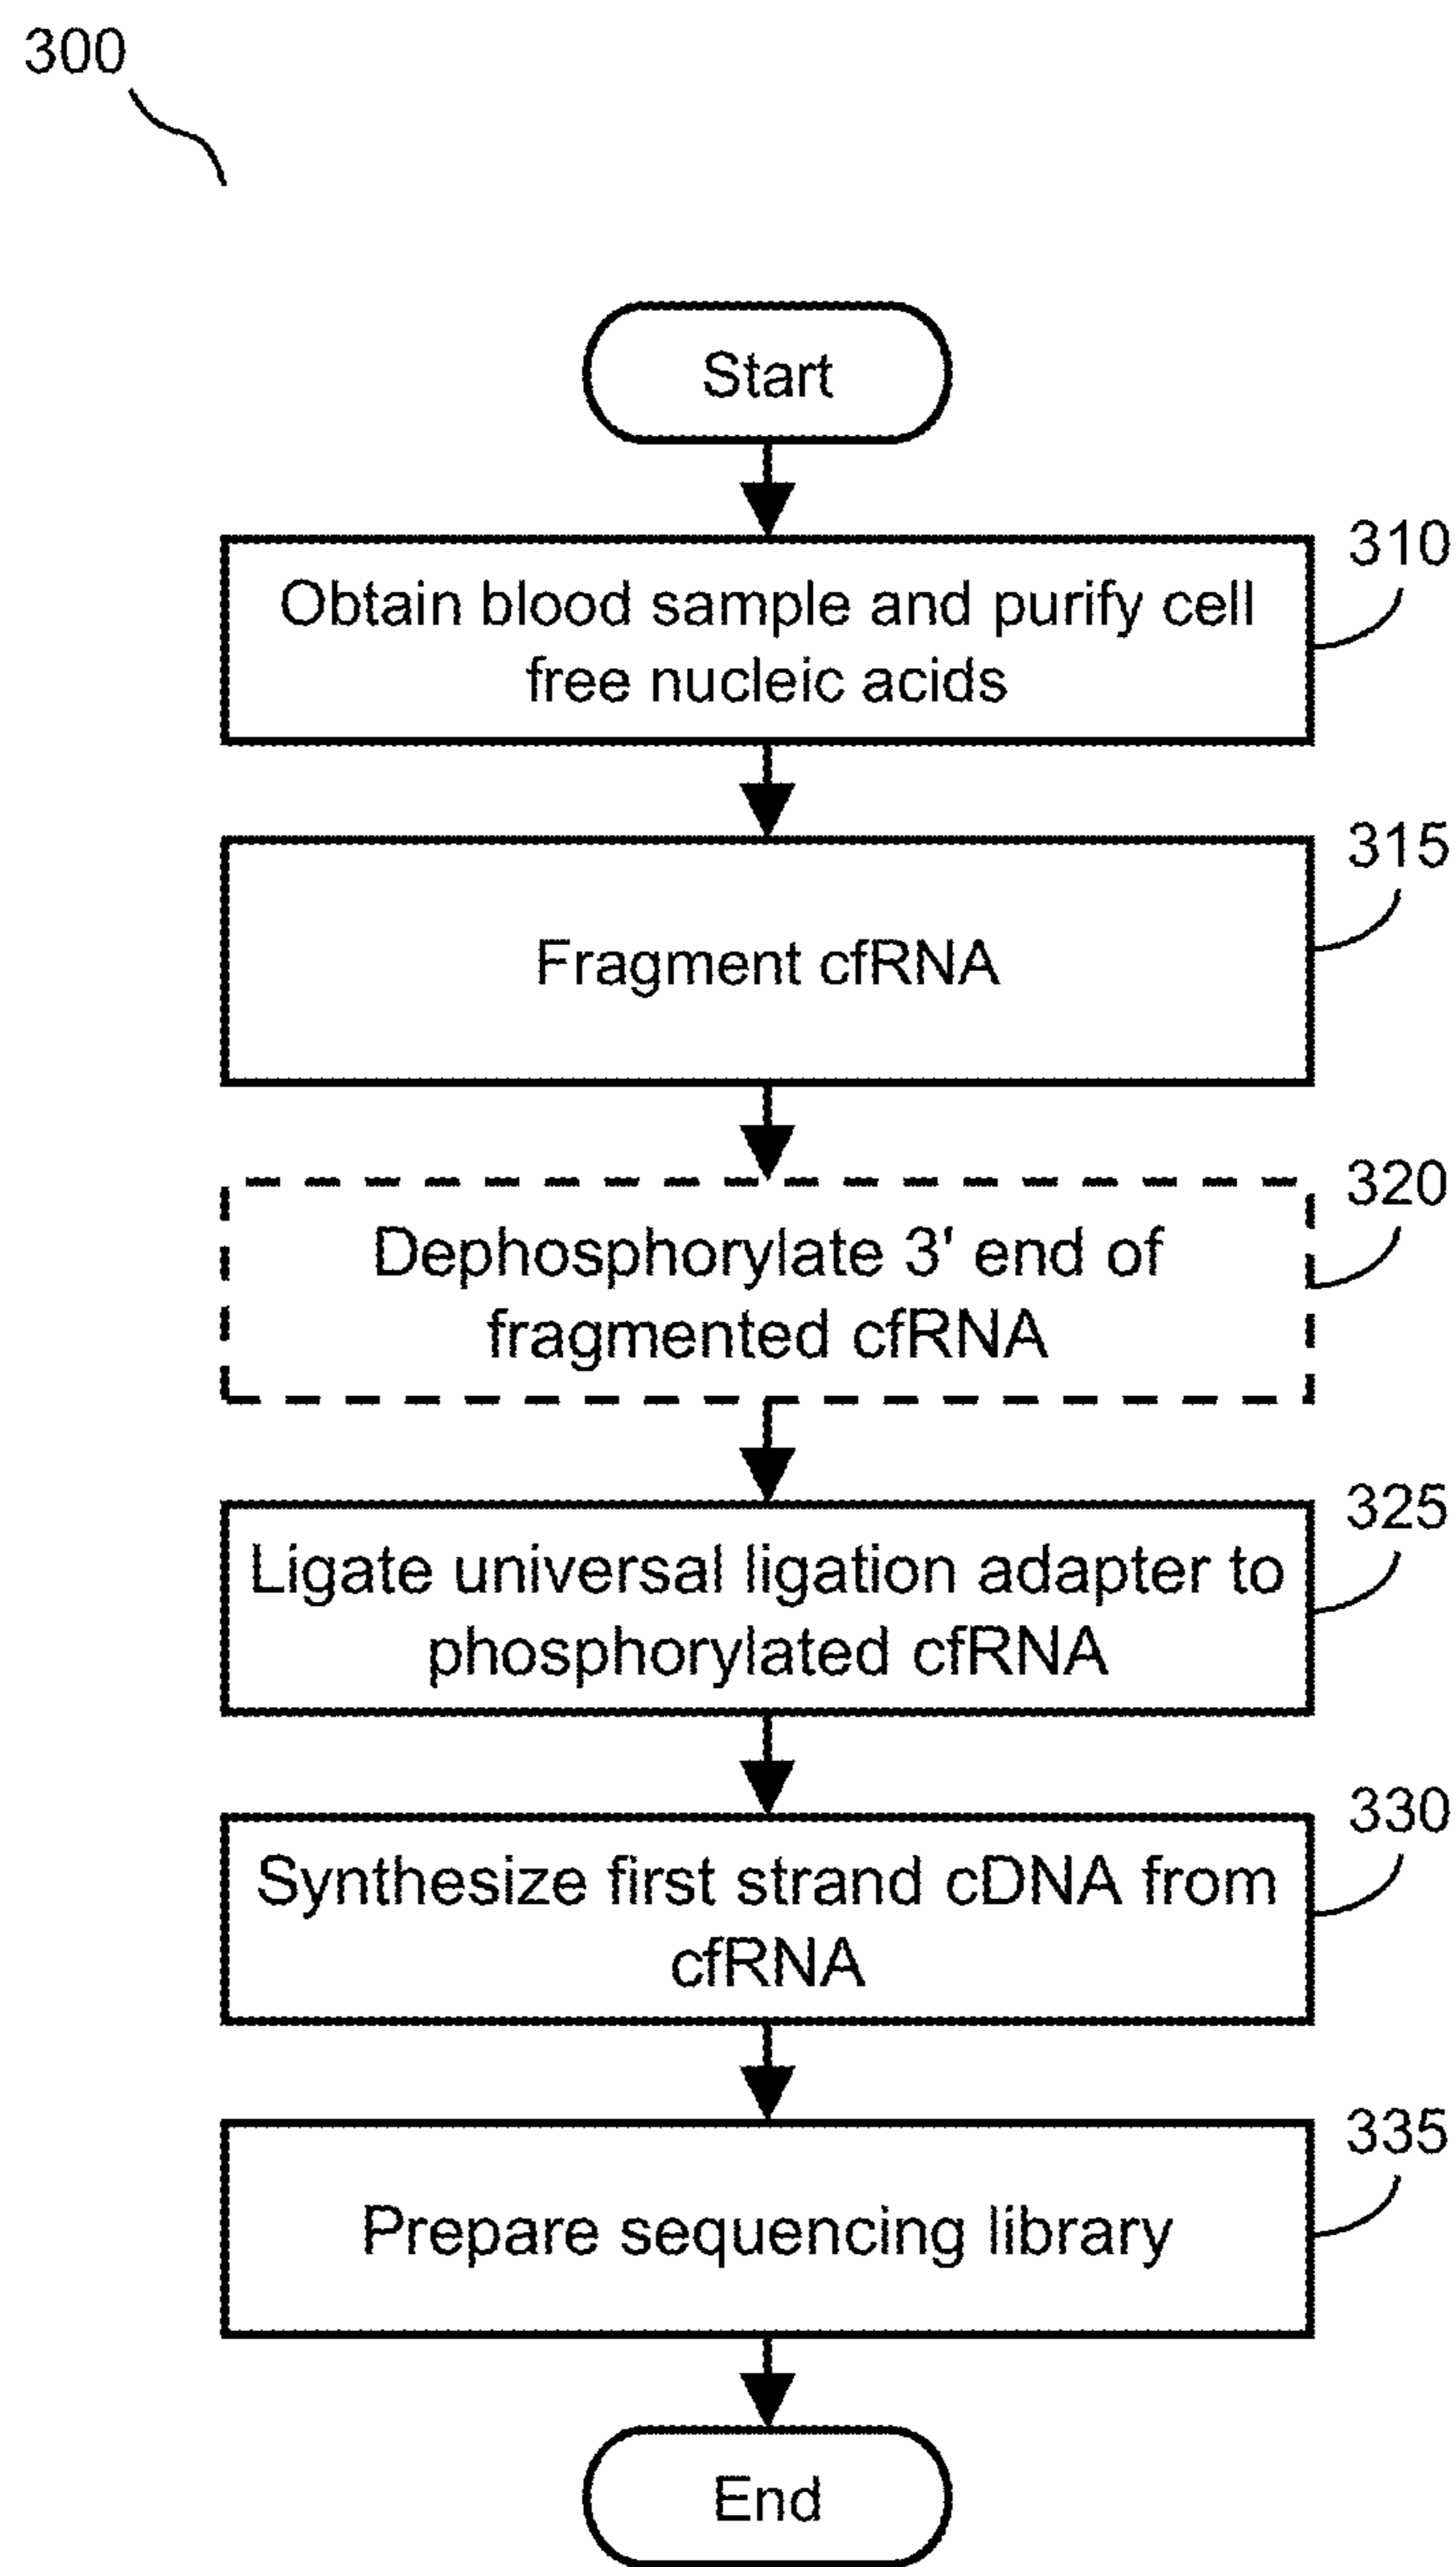 300
Start
310
Obtain blood sample and purify cell
free nucleic acids
315
Fragment cfRNA
320
Dephosphorylate 3' end of
fragmented cfRNA
325
Ligate universal ligation adapter to
phosphorylated cfRNA
330
Synthesize first strand cDNA from
cfRNA
335
Prepare sequencing library
End